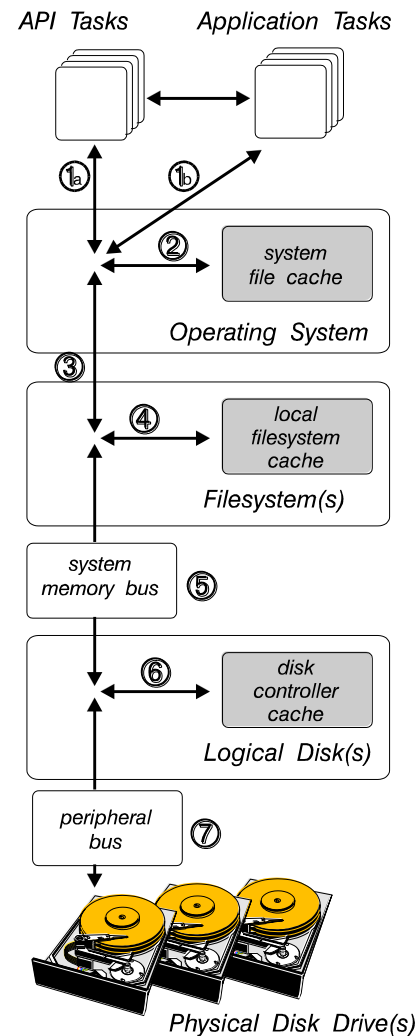 API Tasks
Application Tasks
1a
1b
2
system
file cache
Operating System
3
4
local
filesystem
cache
Filesystem(s)
system
memory bus
5
6
disk
controller
cache
Logical Disk(s)
peripheral
bus
7
Physical Disk Drive(s)